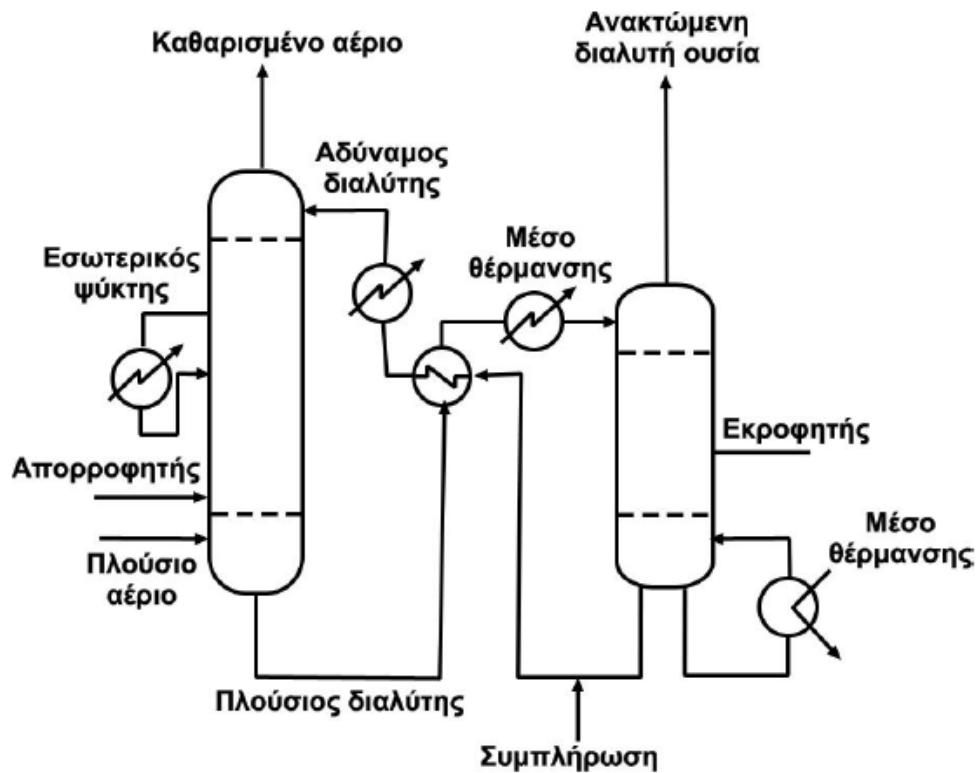 Καθαρισμένο αέριο
Ανακτώμενη
διαλυτή ουσία
Αδύναμος
διαλύτης
Εσωτερικός
ψύκτης
Μέσο
θέρμανσης
Απορροφητής
Πλούσιο
αέριο
Εκροφητής
Μέσο
θέρμανσης
Πλούσιος διαλύτης
Συμπλήρωση